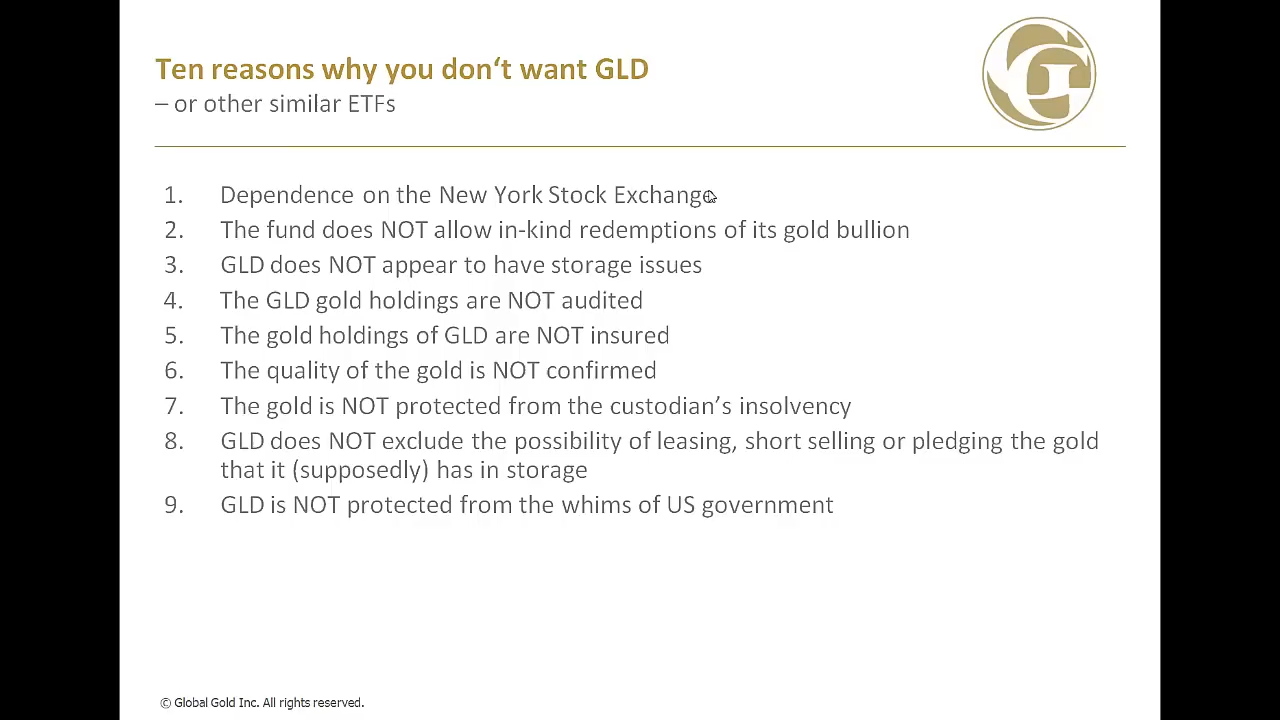 Ten reasons why you don‘t want GLD
– or other similar ETFs
1. Dependence on the New York Stock Exchange
2. The fund does NOT allow in-kind redemptions of its gold bullion
3. GLD does NOT appear to have storage issues
4. The GLD gold holdings are NOT audited
5. The gold holdings of GLD are NOT insured
6. The quality of the gold is NOT confirmed
7. The gold is NOT protected from the custodian’s insolvency
8. GLD does NOT exclude the possibility of leasing, short selling or pledging the gold
that it (supposedly) has in storage
9. GLD is NOT protected from the whims of US government
© Global Gold Inc. All rights reserved.